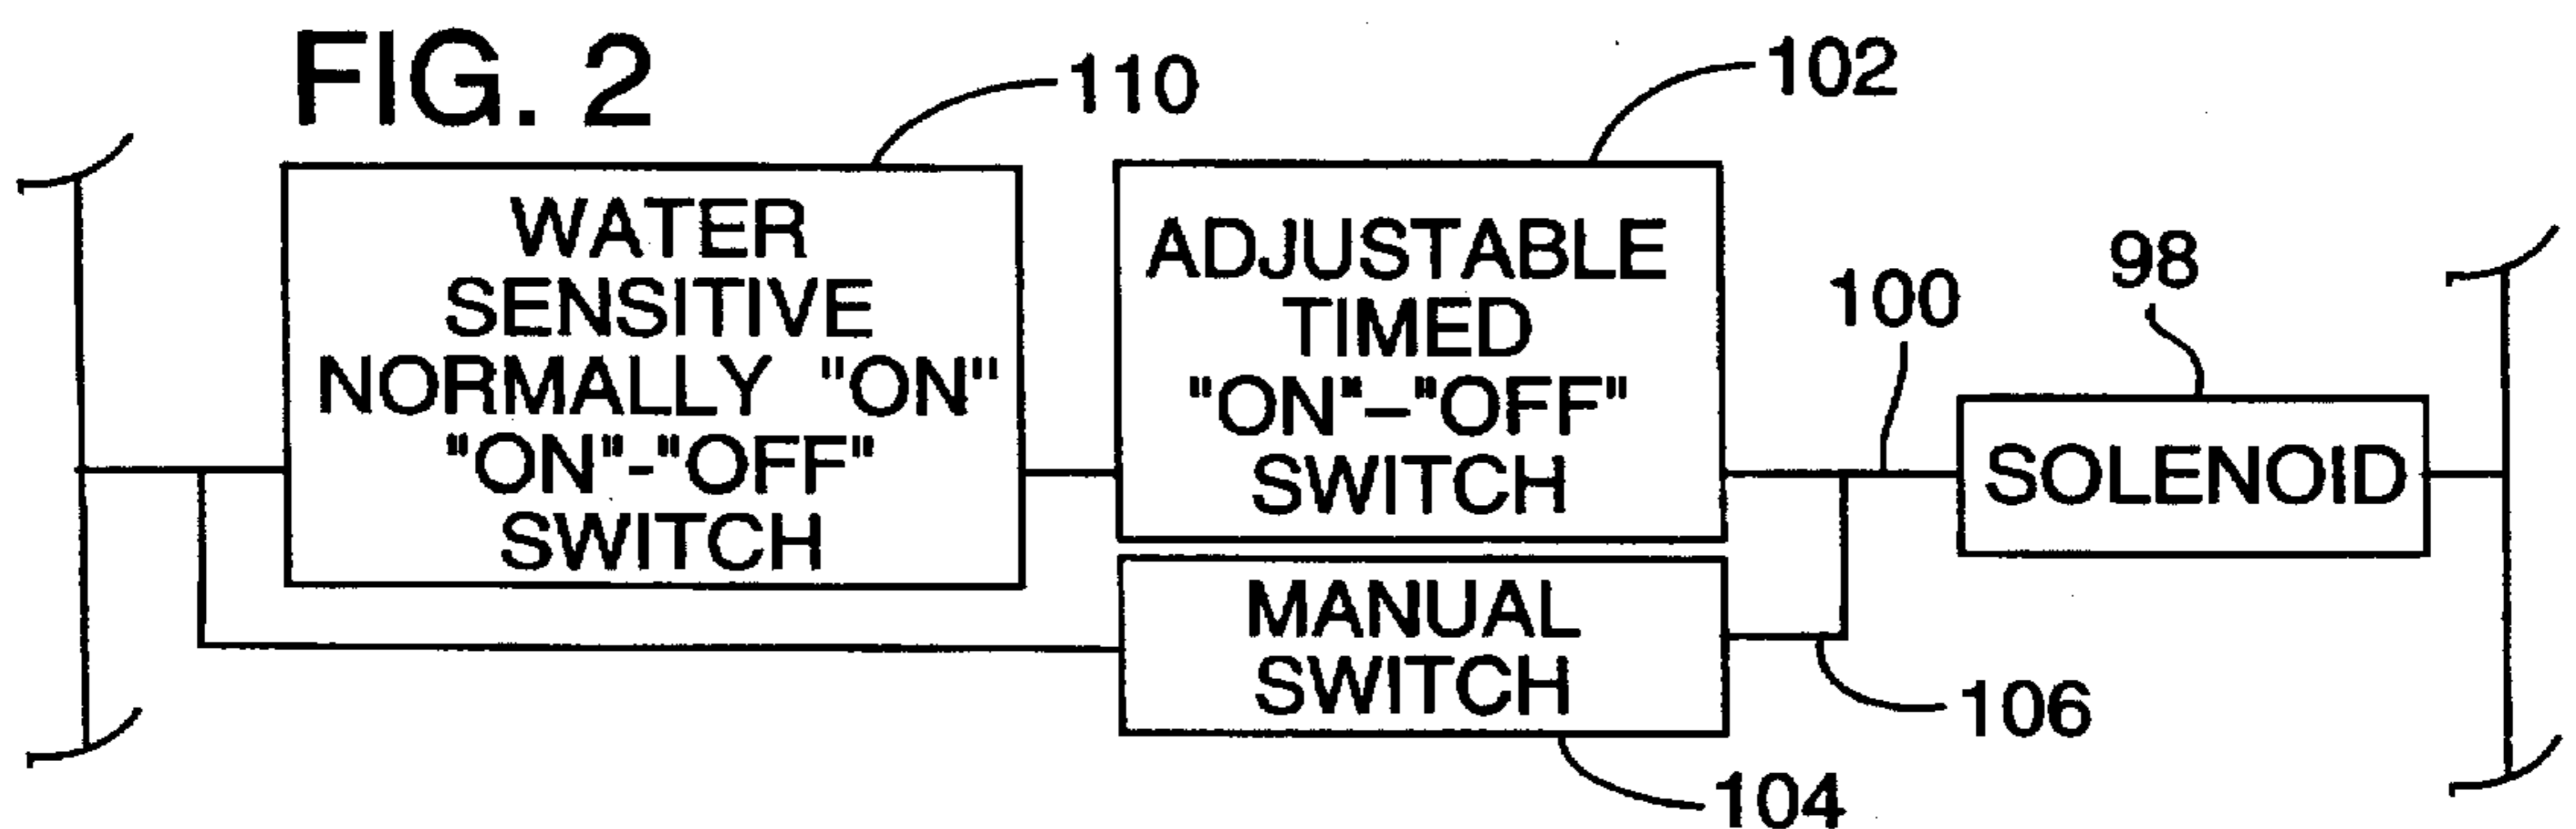 FIG. 2
110
102
WATER
SENSITIVE
NORMALLY "ON"
"ON"-"OFF"
SWITCH
ADJUSTABLE
TIMED
"ON"–"OFF"
SWITCH
100
98
SOLENOID
MANUAL
SWITCH
106
104